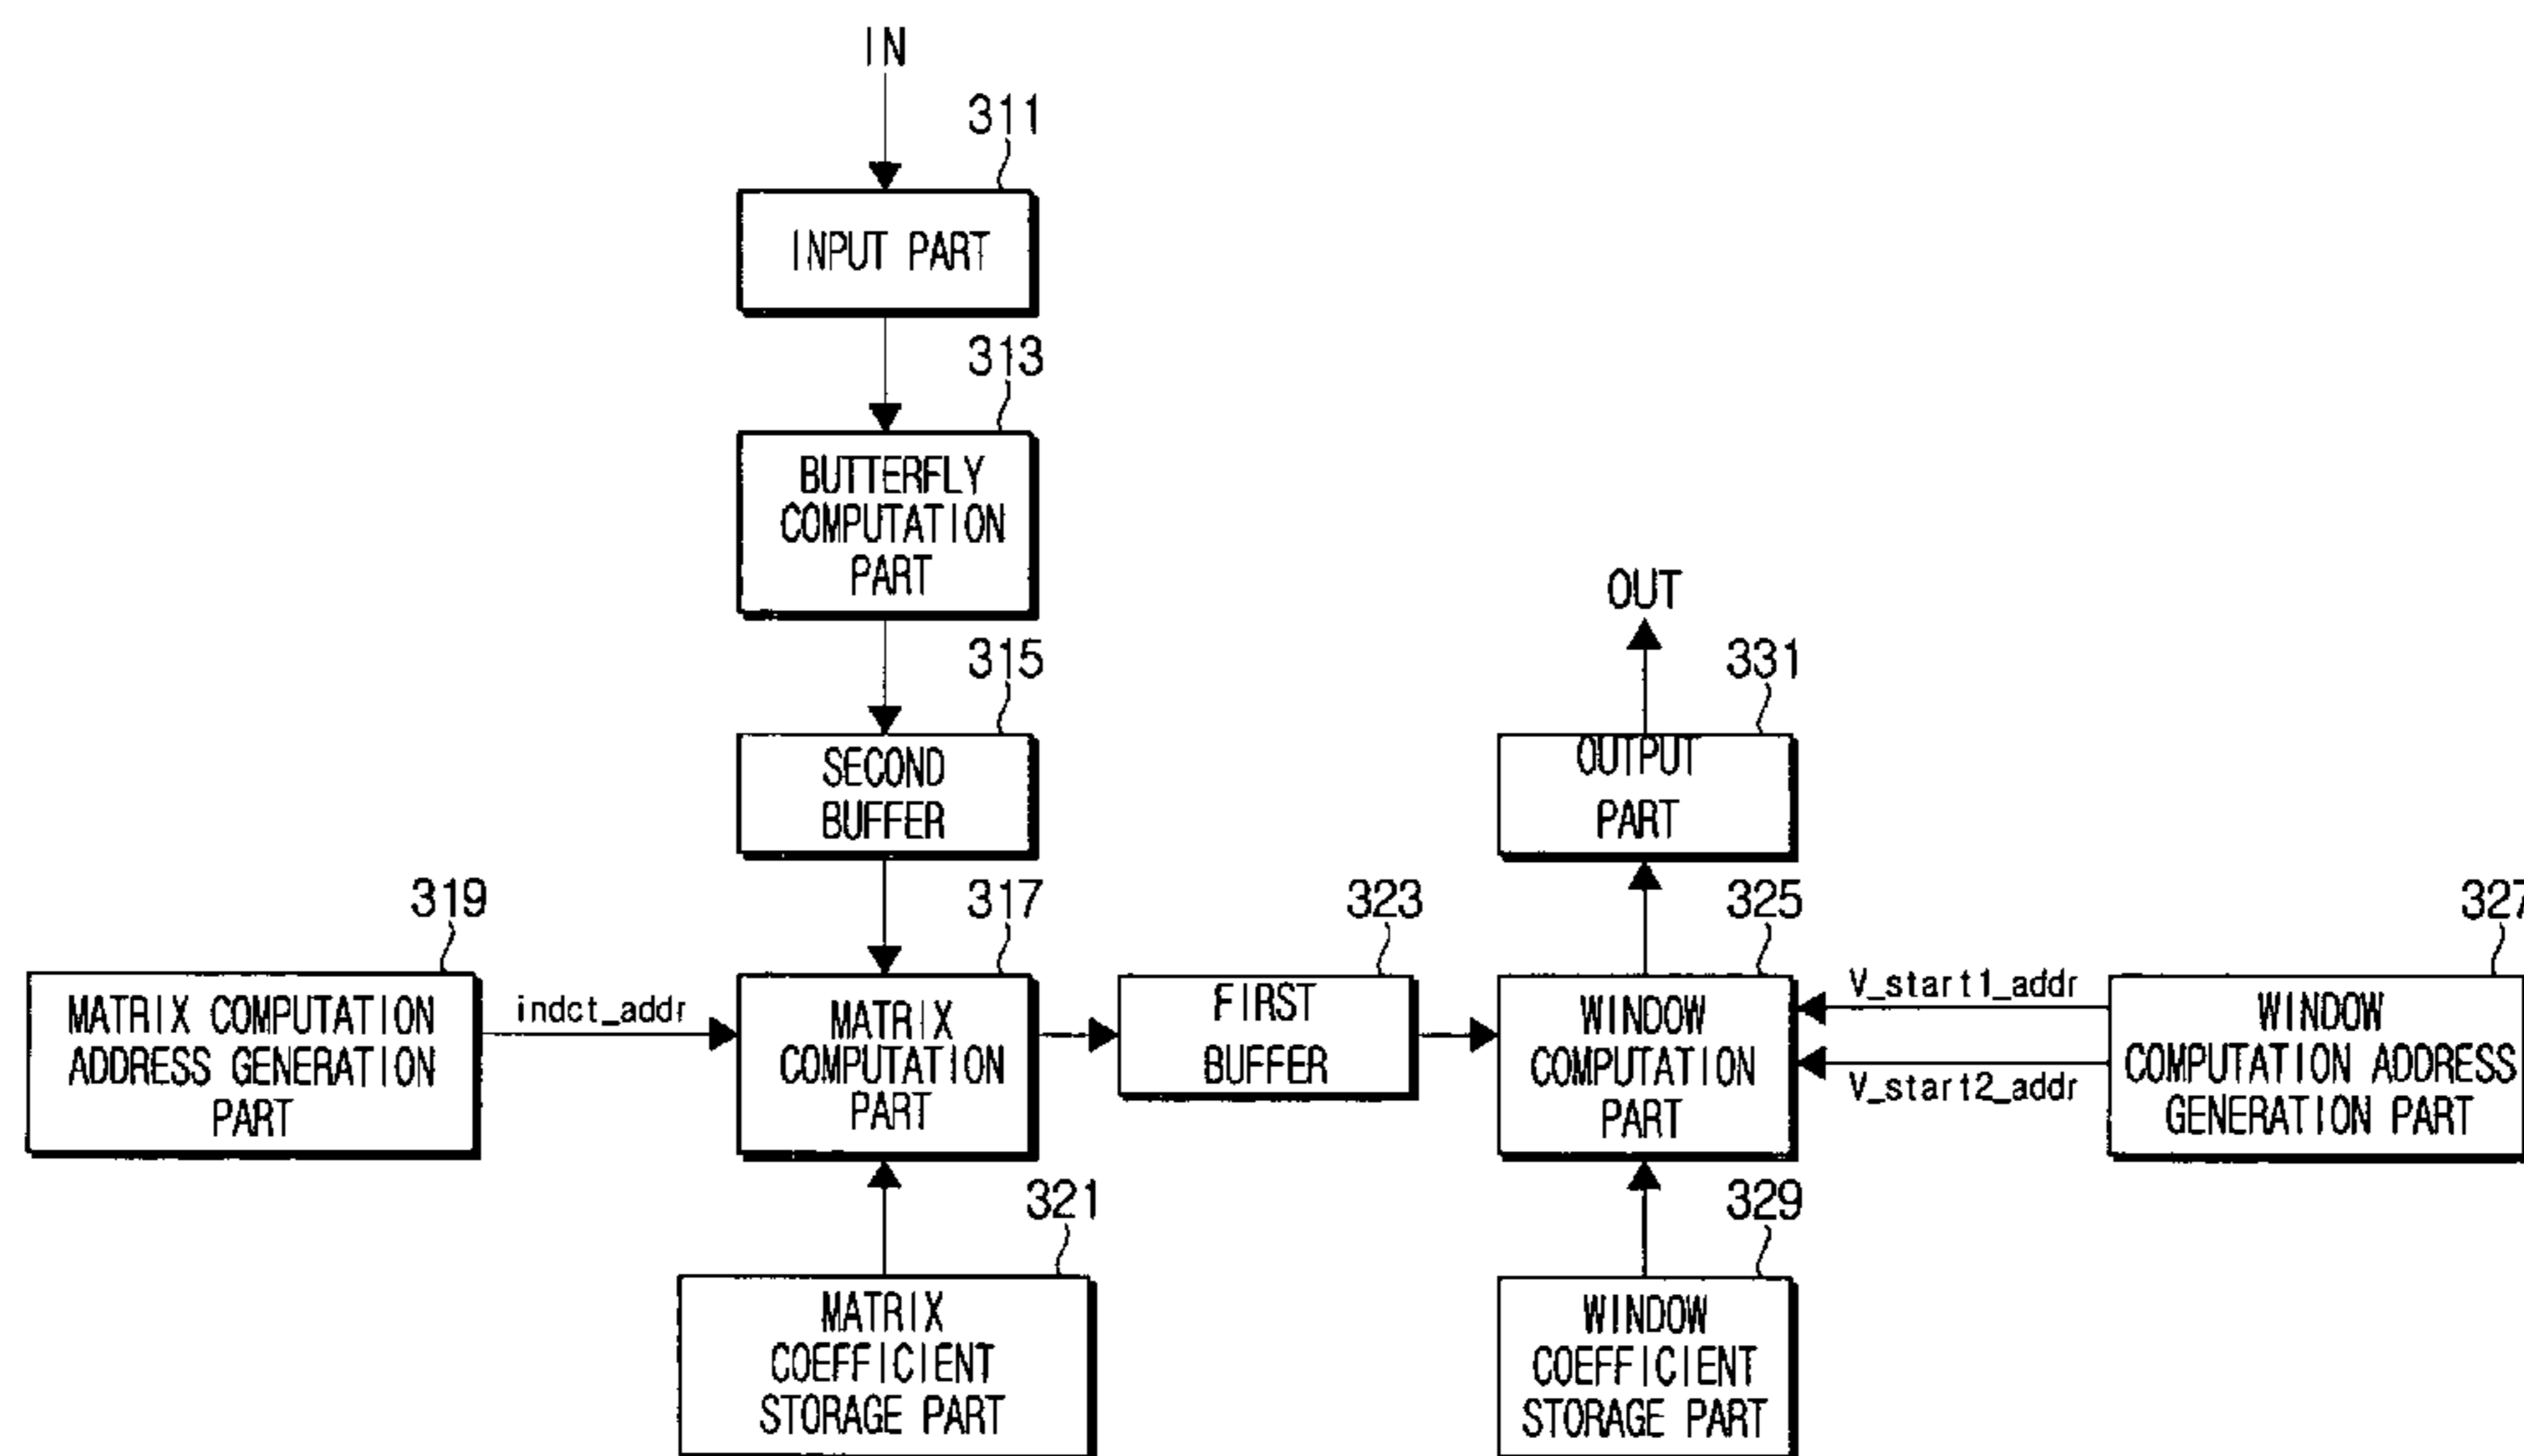 IN
311
INPUT PART
313
BUTTERFLY
COMPUTATION
PART
OUT
315
331
SECOND
BUFFER
OUTPUT
PART
319
317
323
325
327
MATRIX COMPUTATION
ADDRESS GENERATION
PART
indct_addr
MATRIX
COMPUTATION
PART
FIRST
BUFFER
WINDOW
COMPUTATION
PART
V_start1_addr
V_start2_addr
WINDOW
COMPUTATION ADDRESS
GENERATION PART
321
329
MATRIX
COEFFICIENT
STORAGE PART
WINDOW
COEFFICIENT
STORAGE PART